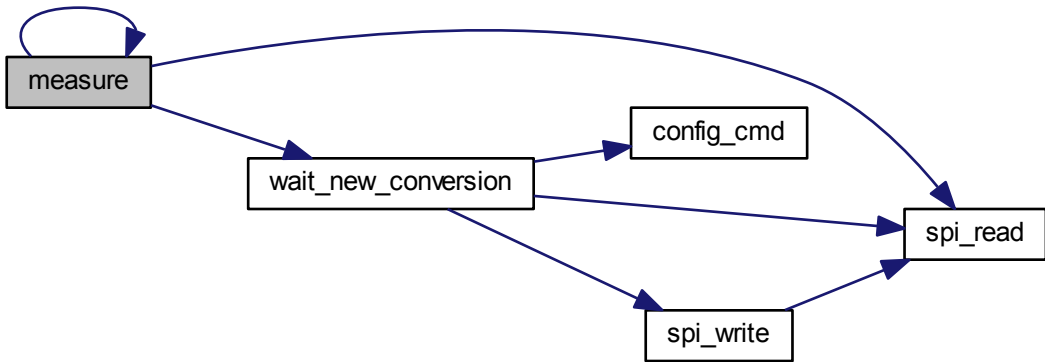 measure
config_cmd
wait_new_conversion
spi_read
spi_write